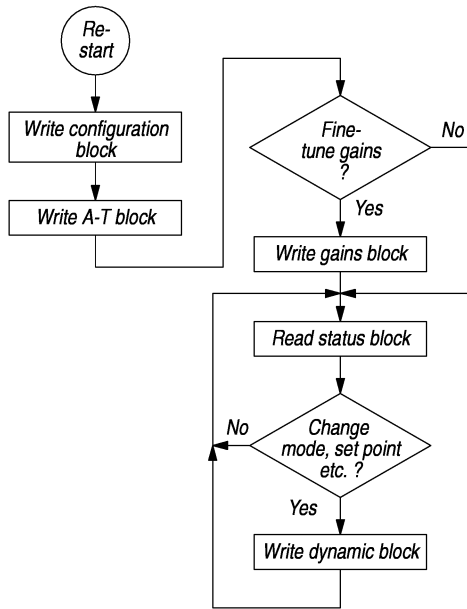 Re-
start
Write configuration
block
Write A-T block
Fine-
tune gains
?
No
Yes
Write gains block
Read status block
No
Change
mode, set point
etc. ?
Yes
Write dynamic block